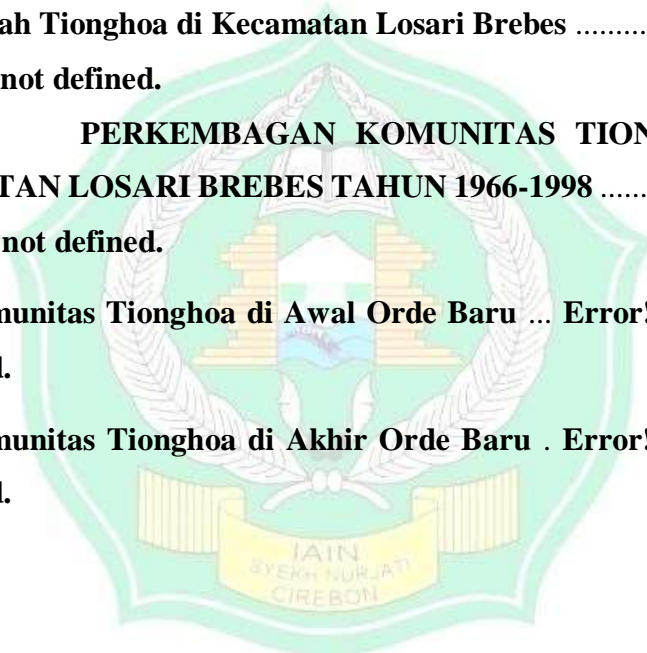 ah Tionghoa di Kecamatan Losari Brebes ..........
not defined.
PERKEMBAGAN KOMUNITAS TION
TAN LOSARI BREBES TAHUN 1966-1998 .......
not defined.
munitas Tionghoa di Awal Orde Baru ... Error!
d.
munitas Tionghoa di Akhir Orde Baru . Error!
d.
IAIN
SYEKH NURJATI
CIREBON